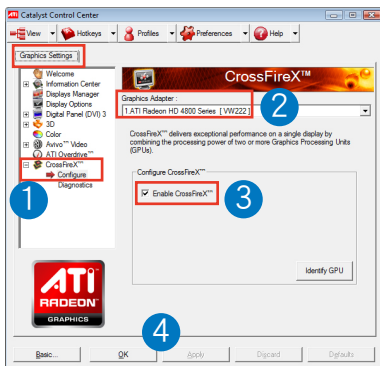 ATI Catalyst Control Center
View Hotkeys Profiles Preferences Help
Graphics Settings
Welcome
Information Center
Displays Manager
Display Options
Digital Panel (DVI) 3
3D
Color
Avivo™ Video
ATI Overdrive™
CrossFireX™
Configure
Diagnostics
1
ATI
RADEON
GRAPHICS
CrossFireX™
Graphics Adapter :
1.ATI Radeon HD 4800 Series [ VW222 ]
2
CrossFireX™ delivers exceptional performance on a single display by
combining the processing power of two or more Graphics Processing Units
(GPUs).
Configure CrossFireX™
Enable CrossFireX™
3
Identify GPU
4
Basic... OK Apply Discard Defaults